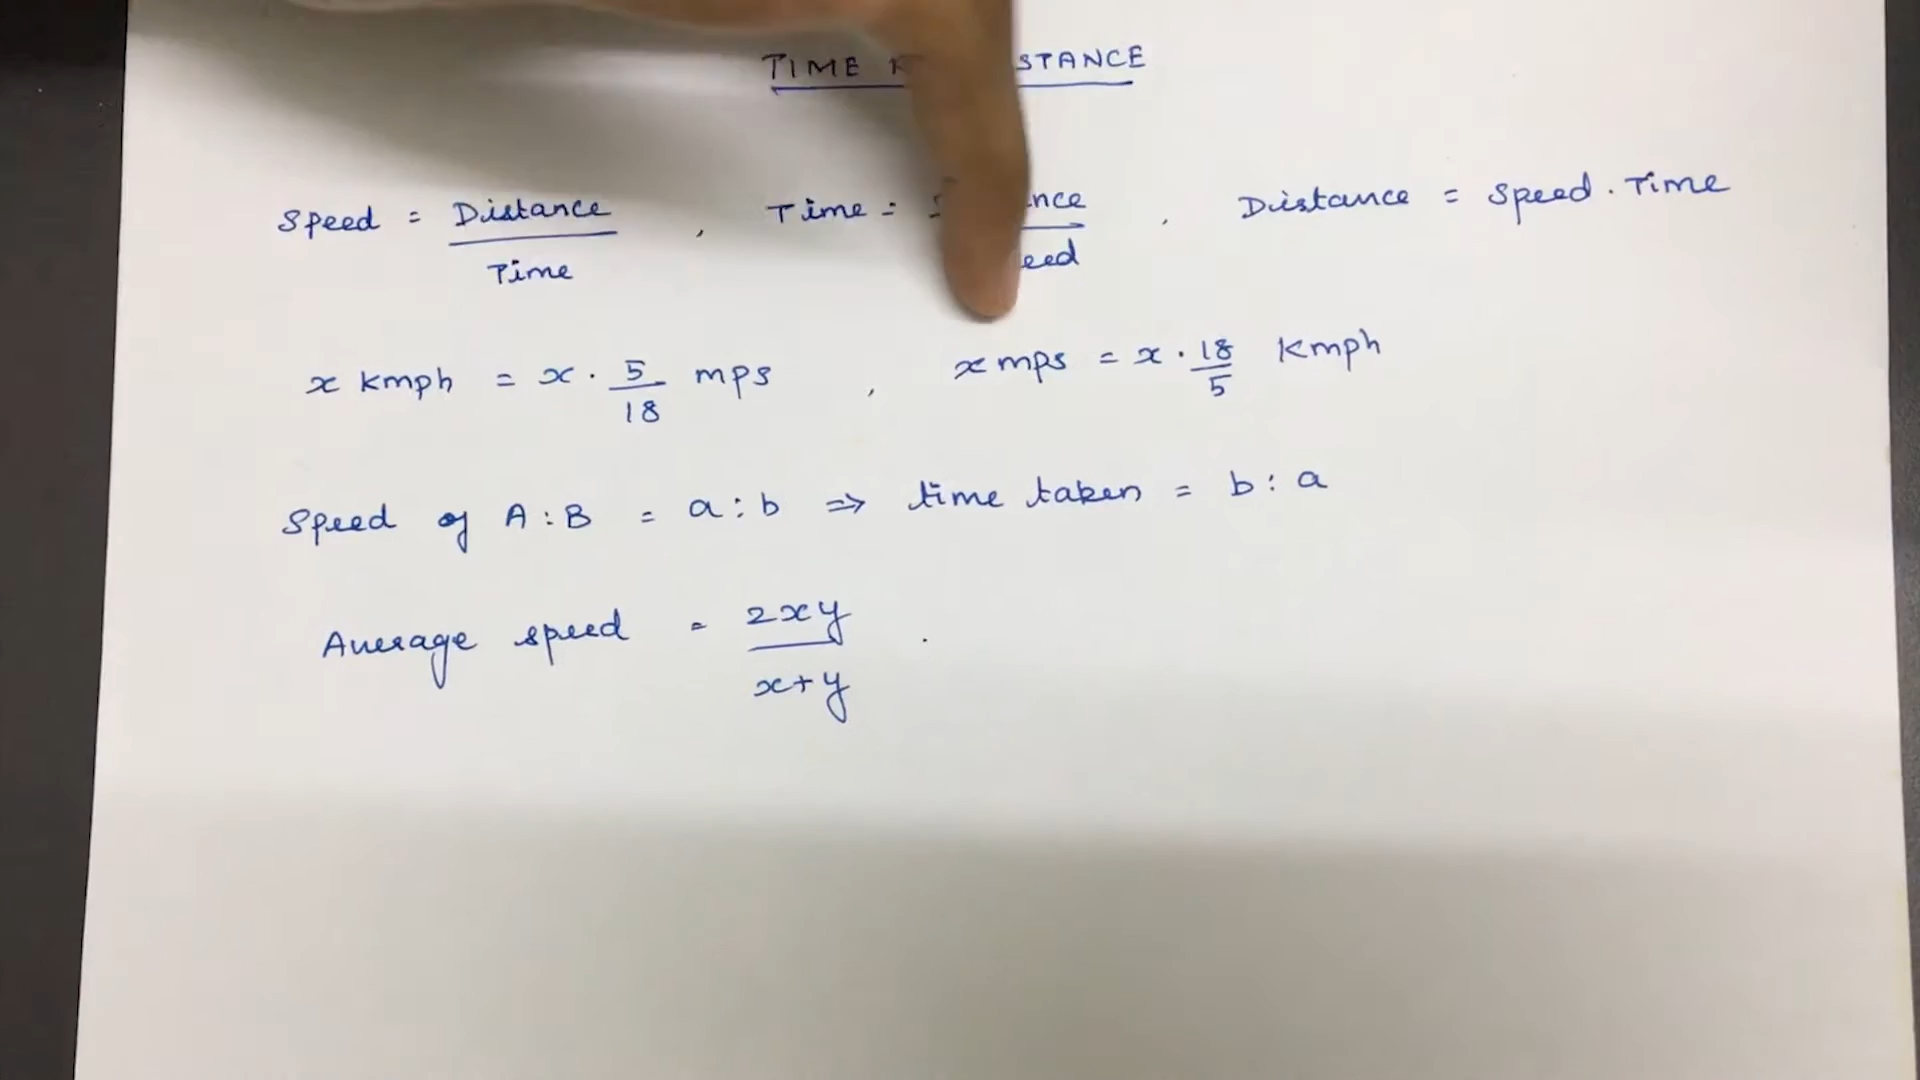 TIME STANCE
Speed = Distance / Time , Time = nce / eed , Distance = Speed . Time
x kmph = x . 5/18 mps , x mps = x . 18/5 kmph
Speed of A : B = a : b ⇒ time taken = b : a
Average speed = 2xy / x+y .